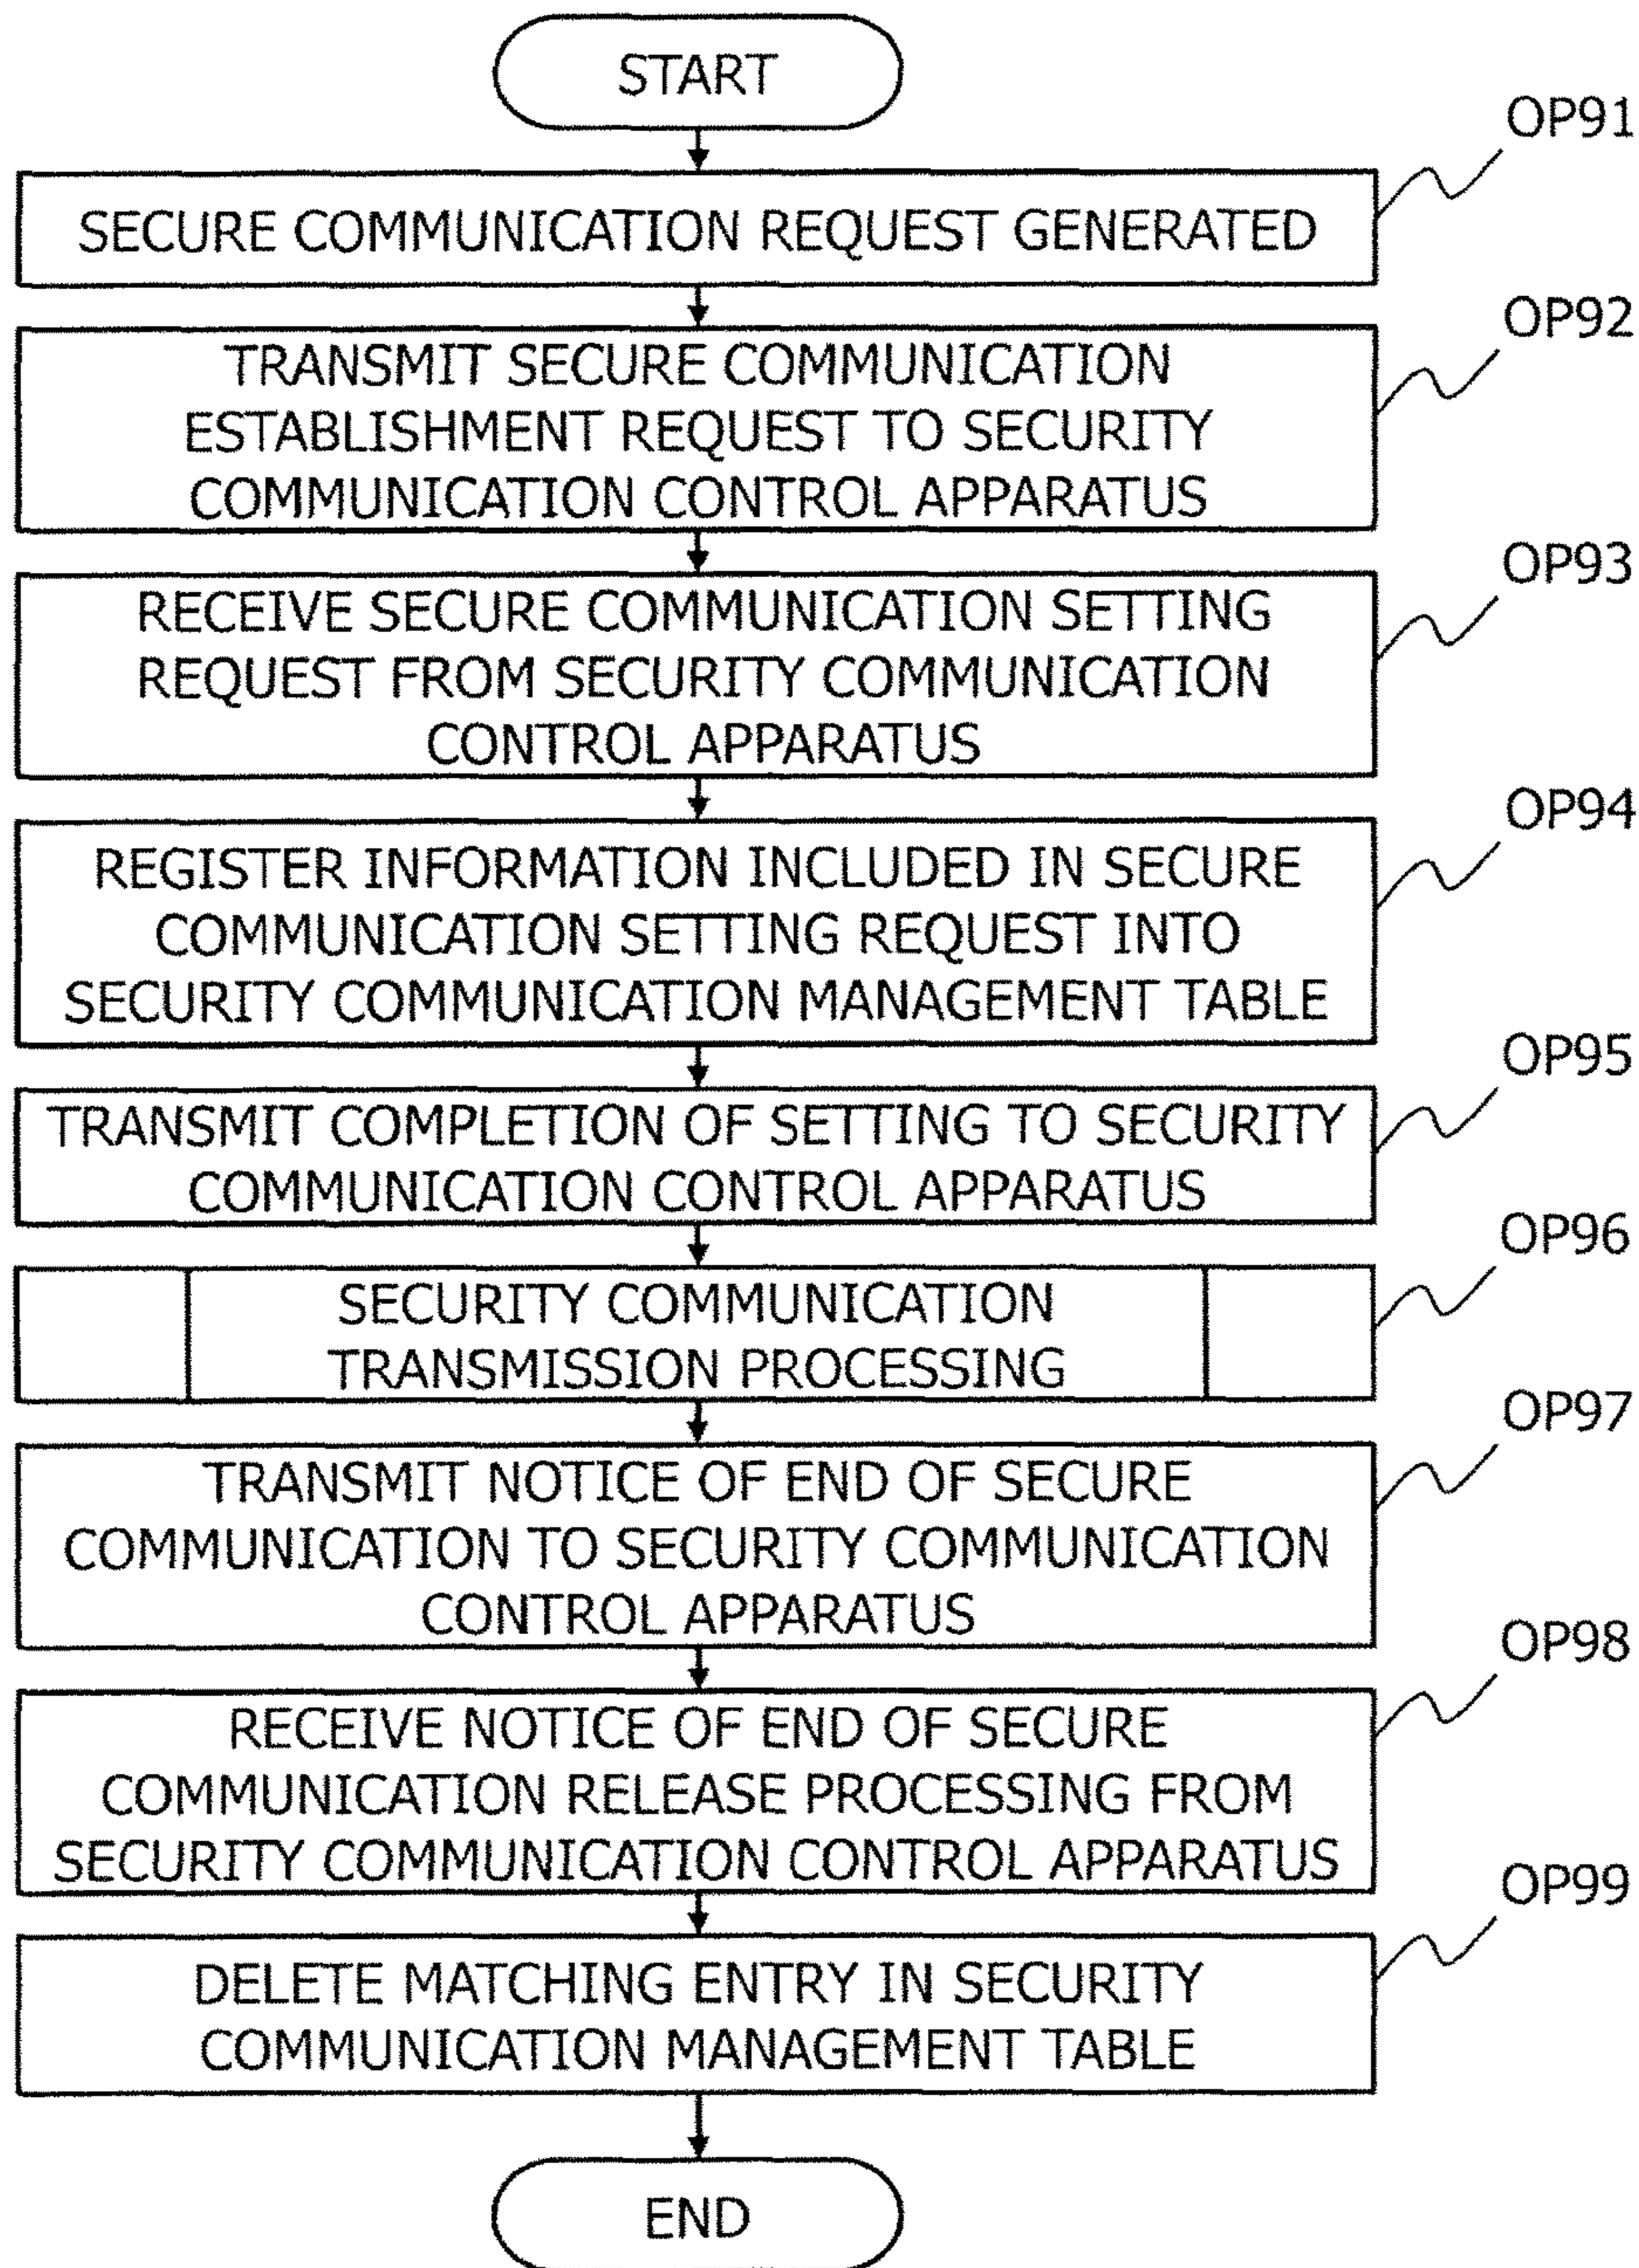 START
OP91
SECURE COMMUNICATION REQUEST GENERATED
OP92
TRANSMIT SECURE COMMUNICATION
ESTABLISHMENT REQUEST TO SECURITY
COMMUNICATION CONTROL APPARATUS
OP93
RECEIVE SECURE COMMUNICATION SETTING
REQUEST FROM SECURITY COMMUNICATION
CONTROL APPARATUS
OP94
REGISTER INFORMATION INCLUDED IN SECURE
COMMUNICATION SETTING REQUEST INTO
SECURITY COMMUNICATION MANAGEMENT TABLE
OP95
TRANSMIT COMPLETION OF SETTING TO SECURITY
COMMUNICATION CONTROL APPARATUS
OP96
SECURITY COMMUNICATION
TRANSMISSION PROCESSING
OP97
TRANSMIT NOTICE OF END OF SECURE
COMMUNICATION TO SECURITY COMMUNICATION
CONTROL APPARATUS
OP98
RECEIVE NOTICE OF END OF SECURE
COMMUNICATION RELEASE PROCESSING FROM
SECURITY COMMUNICATION CONTROL APPARATUS
OP99
DELETE MATCHING ENTRY IN SECURITY
COMMUNICATION MANAGEMENT TABLE
END